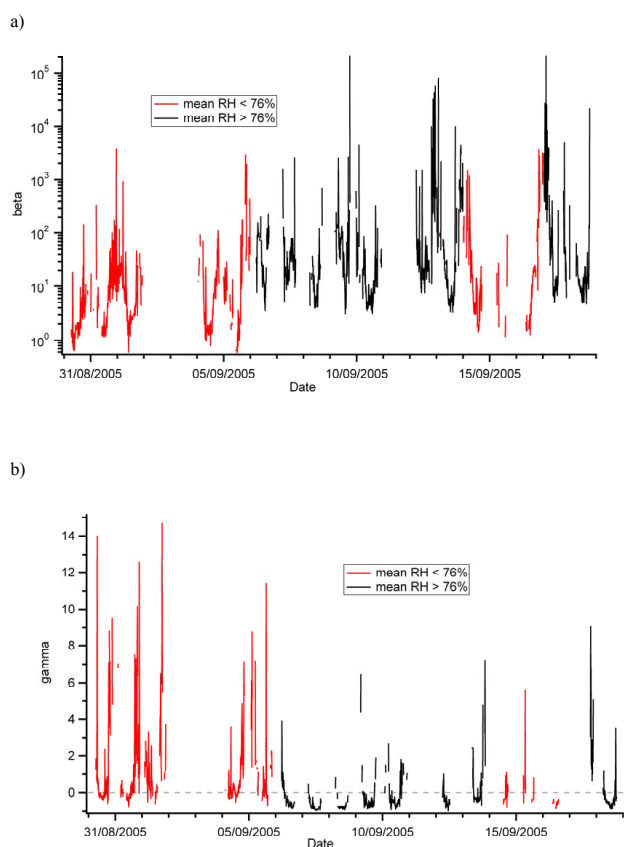 a)
10^5
10^4
10^3
10^2
10^1
10^0
beta
mean RH < 76%
mean RH > 76%
31/08/2005 05/09/2005 10/09/2005 15/09/2005
Date
b)
14
12
10
8
6
4
2
0
gamma
mean RH < 76%
mean RH > 76%
31/08/2005 05/09/2005 10/09/2005 15/09/2005
Date